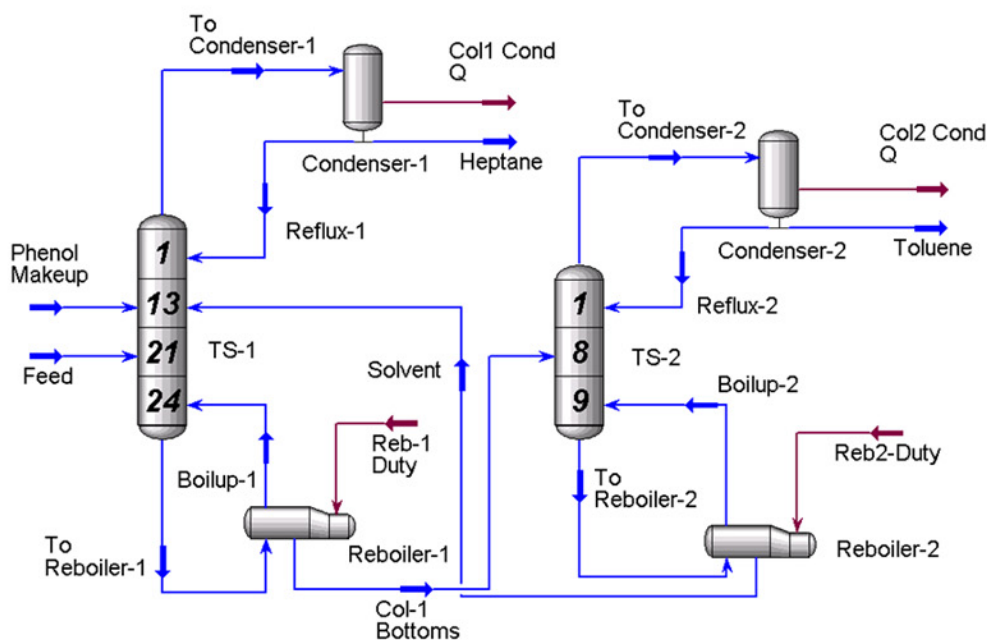 To
Condenser-1
Col1 Cond
Q
Condenser-1
Heptane
Reflux-1
To
Condenser-2
Col2 Cond
Q
Condenser-2
Toluene
Reflux-2
Phenol
Makeup
Feed
1
13
21
24
TS-1
Solvent
1
8
9
TS-2
Boilup-2
Boilup-1
Reb-1
Duty
Reb2-Duty
To
Reboiler-1
Reboiler-1
Col-1
Bottoms
To
Reboiler-2
Reboiler-2